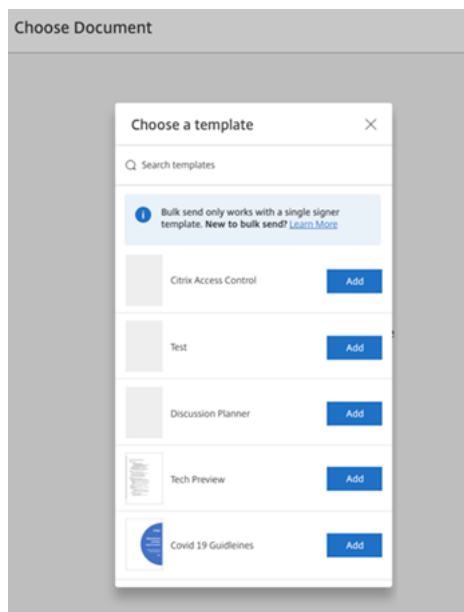 Choose Document
Choose a template
Search templates
Bulk send only works with a single signer
template. New to bulk send? Learn More
Citrix Access Control
Add
Test
Add
Discussion Planner
Add
Tech Preview
Add
Covid 19 Guidleines
Add